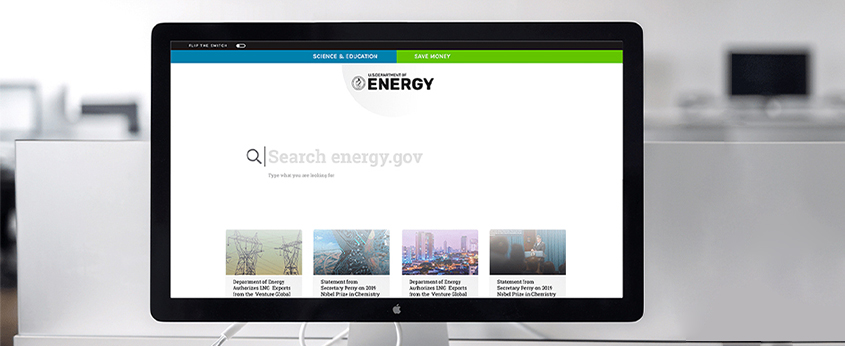 FLIP THE SWITCH
SCIENCE & EDUCATION
SAVE MONEY
U.S. DEPARTMENT OF
ENERGY
Search energy.gov
Type what you are looking for
Department of Energy
Authorizes LNG Exports
from the Venture Global
Statement from
Secretary Perry on 2019
Nobel Prize in Chemistry
Department of Energy
Authorizes LNG Exports
from the Venture Global
Statement from
Secretary Perry on 2019
Nobel Prize in Chemistry